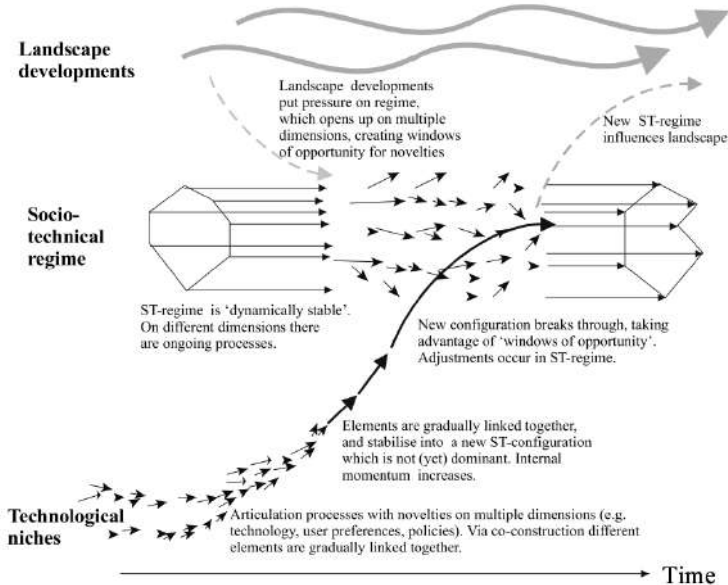 Landscape
developments
Landscape developments
put pressure on regime,
which opens up on multiple
dimensions, creating windows
of opportunity for novelties
New ST-regime
influences landscape
Socio-
technical
regime
ST-regime is ‘dynamically stable’.
On different dimensions there
are ongoing processes.
New configuration breaks through, taking
advantage of ‘windows of opportunity’.
Adjustments occur in ST-regime.
Elements are gradually linked together,
and stabilise into a new ST-configuration
which is not (yet) dominant. Internal
momentum increases.
Technological
niches
Articulation processes with novelties on multiple dimensions (e.g.
technology, user preferences, policies). Via co-construction different
elements are gradually linked together.
Time